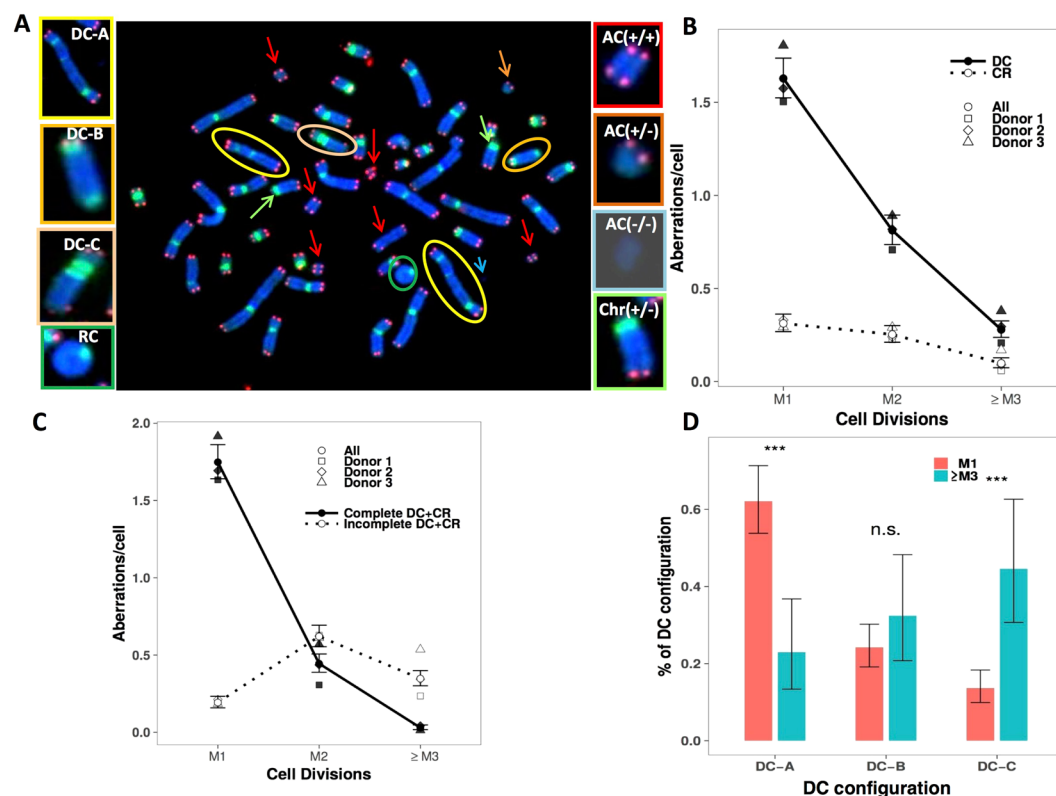 A
DC-A
DC-B
DC-C
RC
AC(+/+)
AC(+/-)
AC(-/-)
Chr(+/-)
B
Aberrations/cell
1.5
1.0
0.5
0.0
DC
CR
All
Donor 1
Donor 2
Donor 3
M1
M2
≥ M3
Cell Divisions
C
Aberrations/cell
2.0
1.5
1.0
0.5
0.0
All
Donor 1
Donor 2
Donor 3
Complete DC+CR
Incomplete DC+CR
M1
M2
≥ M3
Cell Divisions
D
% of DC configuration
0.6
0.4
0.2
0.0
***
n.s.
***
M1
≥M3
DC-A
DC-B
DC-C
DC configuration